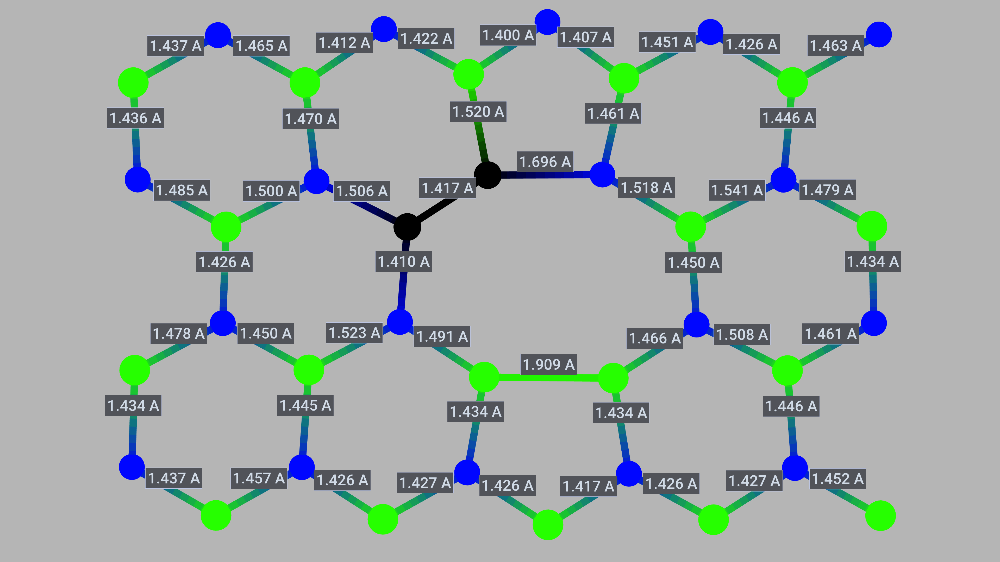 1.400 A
1.407 A
1.412 A
1.422 A
1.451 A
1.426 A
1.437 A
1.465 A
1.463 A
1.520 A
1.461 A
1.436 A
1.470 A
1.446 A
1.696 A
1.485 A
1.500 A
1.506 A
1.417 A
1.518 A
1.541 A
1.479 A
1.426 A
1.410 A
1.450 A
1.434 A
1.478 A
1.450 A
1.523 A
1.491 A
1.466 A
1.508 A
1.461 A
1.909 A
1.434 A
1.445 A
1.434 A
1.434 A
1.446 A
1.437 A
1.457 A
1.426 A
1.427 A
1.426 A
1.417 A
1.426 A
1.427 A
1.452 A